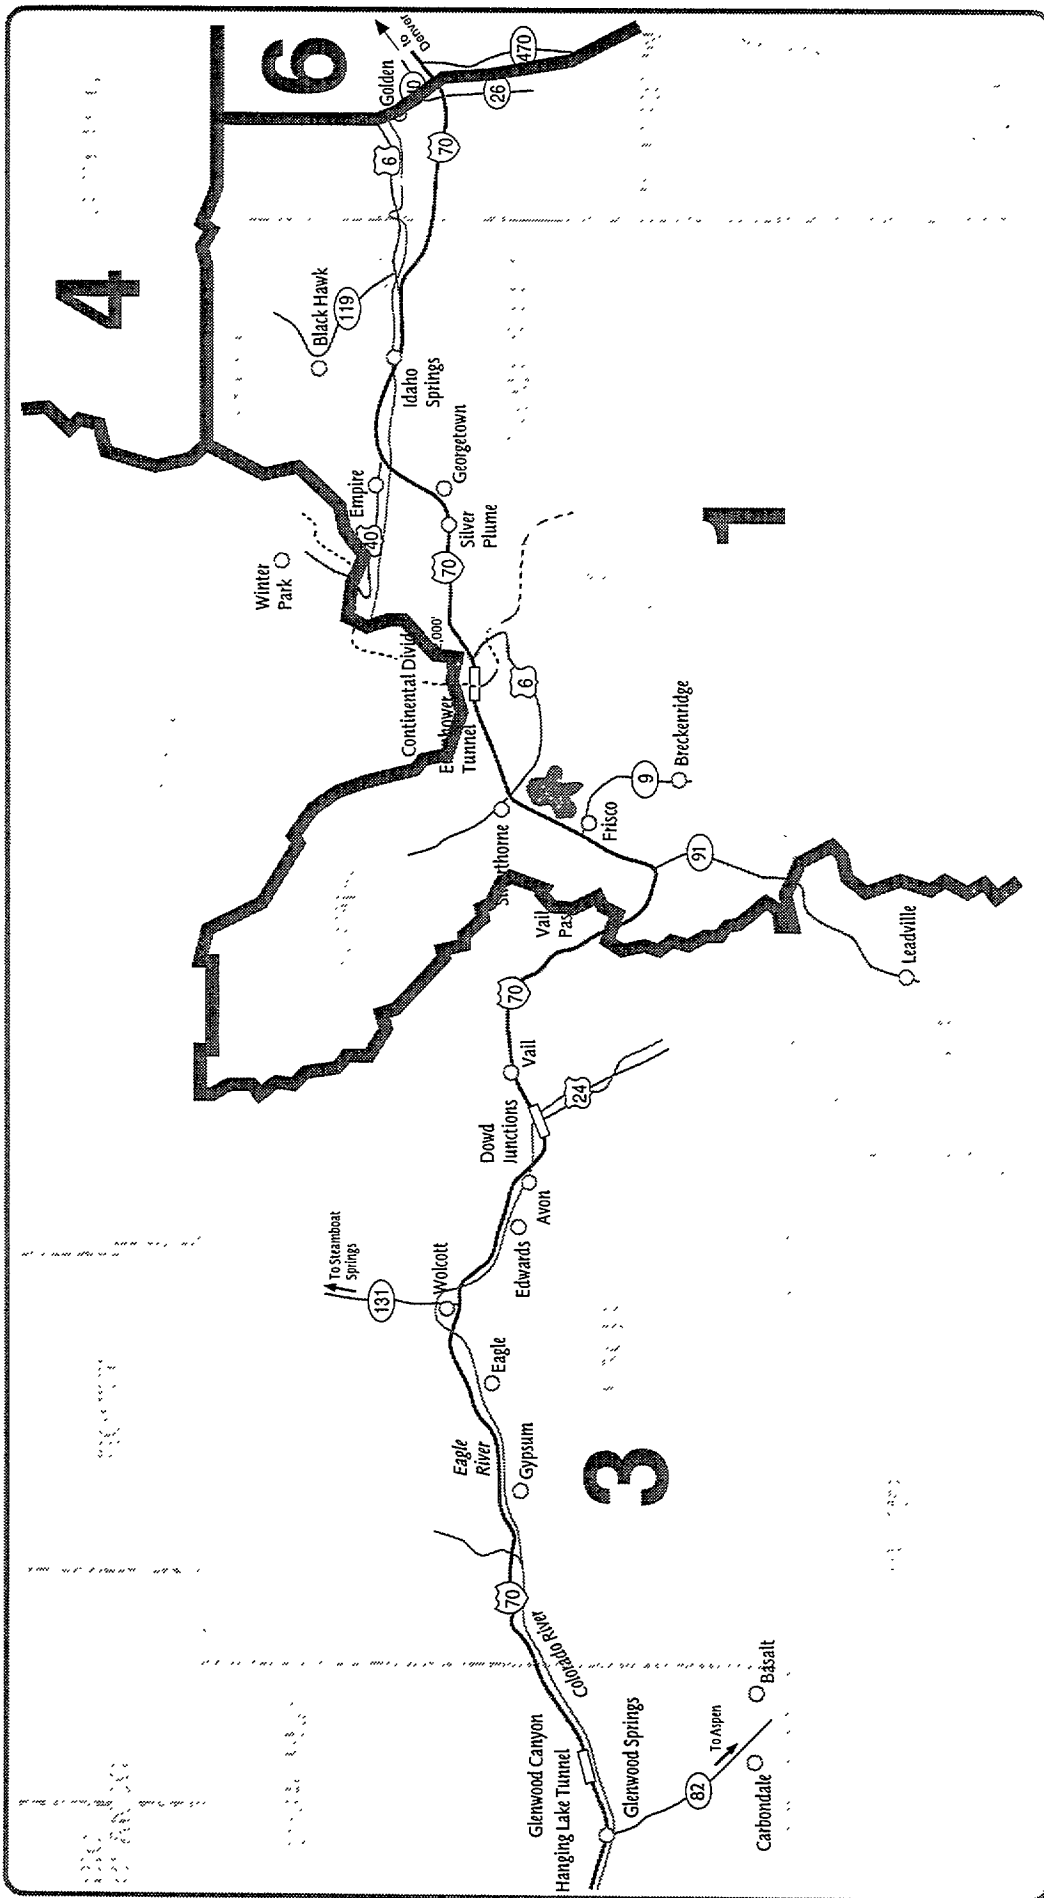 6
4
1
3
to
Denver
Golden
470
40
26
6
70
Black Hawk
119
Idaho
Springs
Empire
Georgetown
Silver
Plume
40
70
Winter
Park
Continental Divide
Tunnel
6
Breckenridge
9
Frisco
91
Vail
Leadville
70
Vail
24
Dowd
Junctions
Avon
Edwards
To Steamboat
Springs
131
Wolcott
Eagle
Eagle
River
Gypsum
70
Colorado River
Glenwood Canyon
Hanging Lake Tunnel
Glenwood Springs
82
To Aspen
Basalt
Carbondale